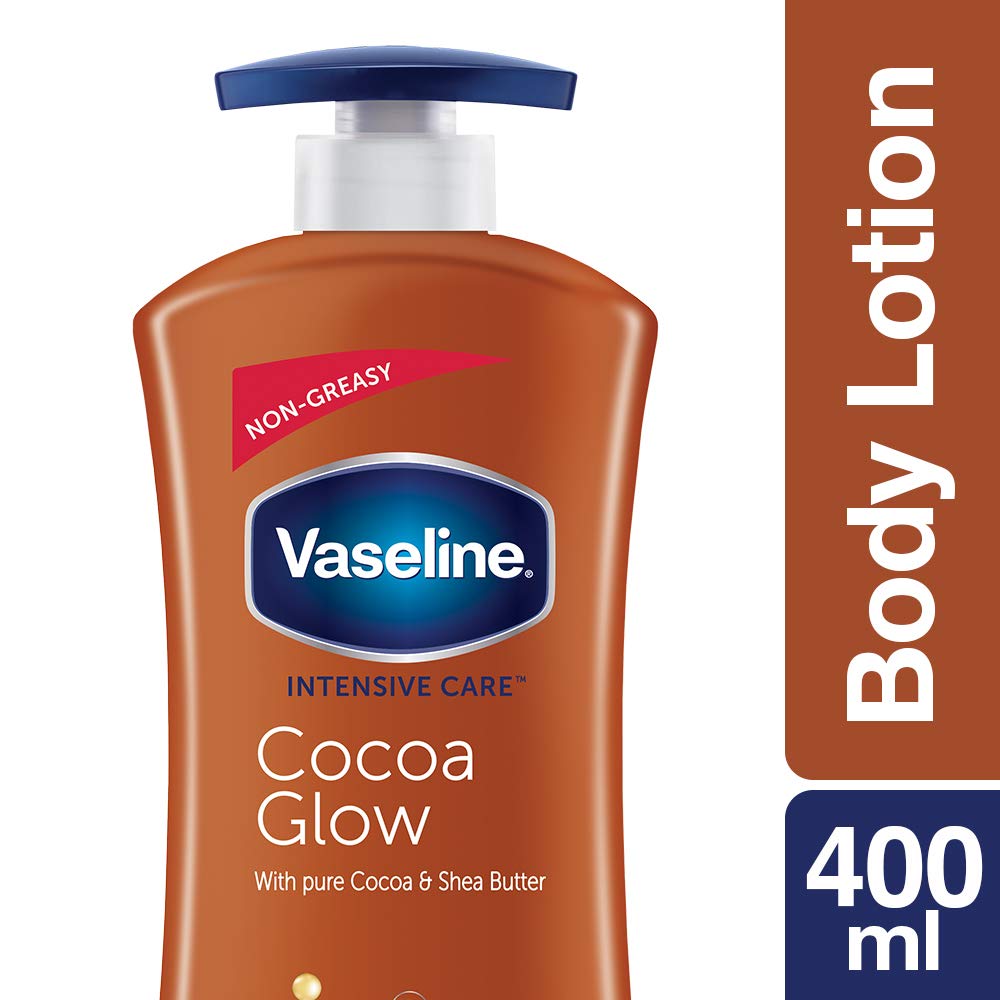 NON-GREASY
Vaseline®
INTENSIVE CARE™
Cocoa
Glow
With pure Cocoa & Shea Butter
Body Lotion
400
ml